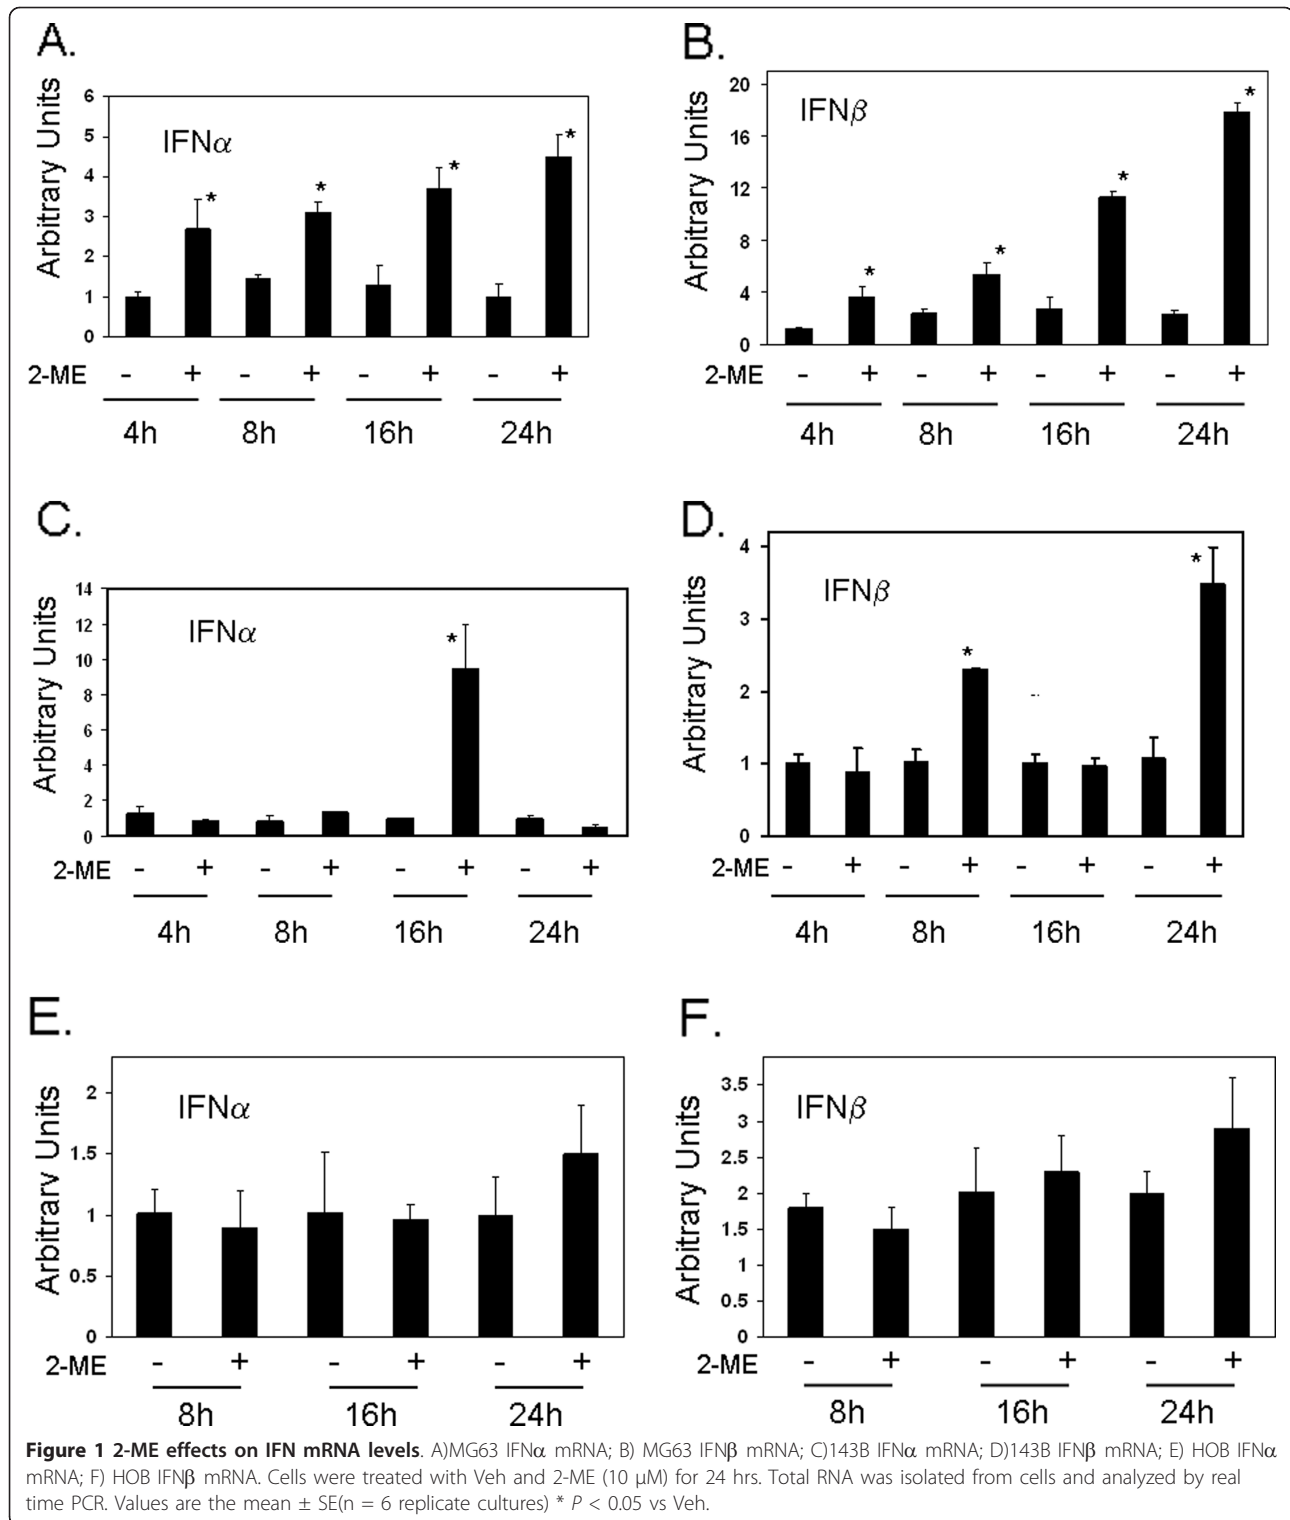 A.
IFNα
Arbitrary Units
6
5
4
3
2
1
0
* * * *
2-ME - + - + - + - +
4h 8h 16h 24h
B.
IFNβ
Arbitrary Units
20
16
12
8
4
0
* * * *
2-ME - + - + - + - +
4h 8h 16h 24h
C.
IFNα
Arbitrary Units
14
12
10
8
6
4
2
0
*
2-ME - + - + - + - +
4h 8h 16h 24h
D.
IFNβ
Arbitrary Units
4
3
2
1
0
* *
2-ME - + - + - + - +
4h 8h 16h 24h
E.
IFNα
Arbitrary Units
2
1.5
1
0.5
0
2-ME - + - + - +
8h 16h 24h
F.
IFNβ
Arbitrary Units
3.5
3
2.5
2
1.5
1
0.5
0
2-ME - + - + - +
8h 16h 24h
Figure 1 2-ME effects on IFN mRNA levels. A)MG63 IFNα mRNA; B) MG63 IFNβ mRNA; C)143B IFNα mRNA; D)143B IFNβ mRNA; E) HOB IFNα
mRNA; F) HOB IFNβ mRNA. Cells were treated with Veh and 2-ME (10 μM) for 24 hrs. Total RNA was isolated from cells and analyzed by real
time PCR. Values are the mean ± SE(n = 6 replicate cultures) * P < 0.05 vs Veh.